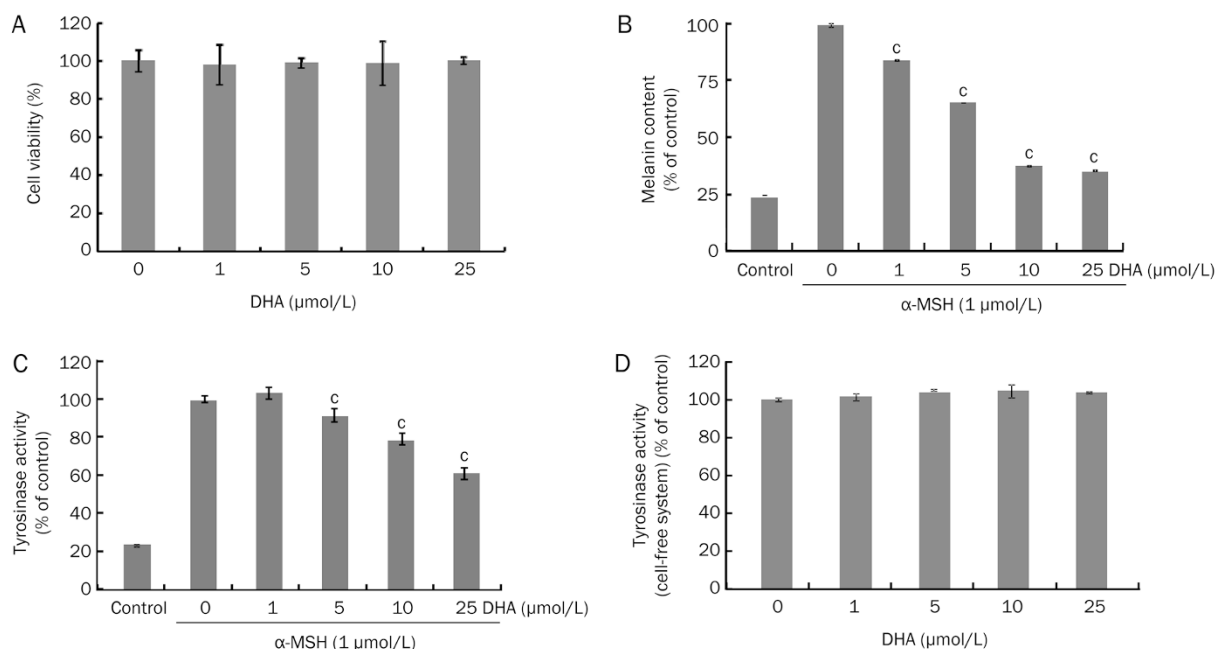 A
Cell viability (%)
120
100
80
60
40
20
0
0 1 5 10 25
DHA (µmol/L)
B
Melanin content
(% of control)
100
75
50
25
0
c
c
c
c
Control 0 1 5 10 25 DHA (µmol/L)
α-MSH (1 µmol/L)
C
Tyrosinase activity
(% of control)
120
100
80
60
40
20
0
c
c
c
Control 0 1 5 10 25 DHA (µmol/L)
α-MSH (1 µmol/L)
D
Tyrosinase activity
(cell-free system) (% of control)
120
100
80
60
40
20
0
0 1 5 10 25
DHA (µmol/L)